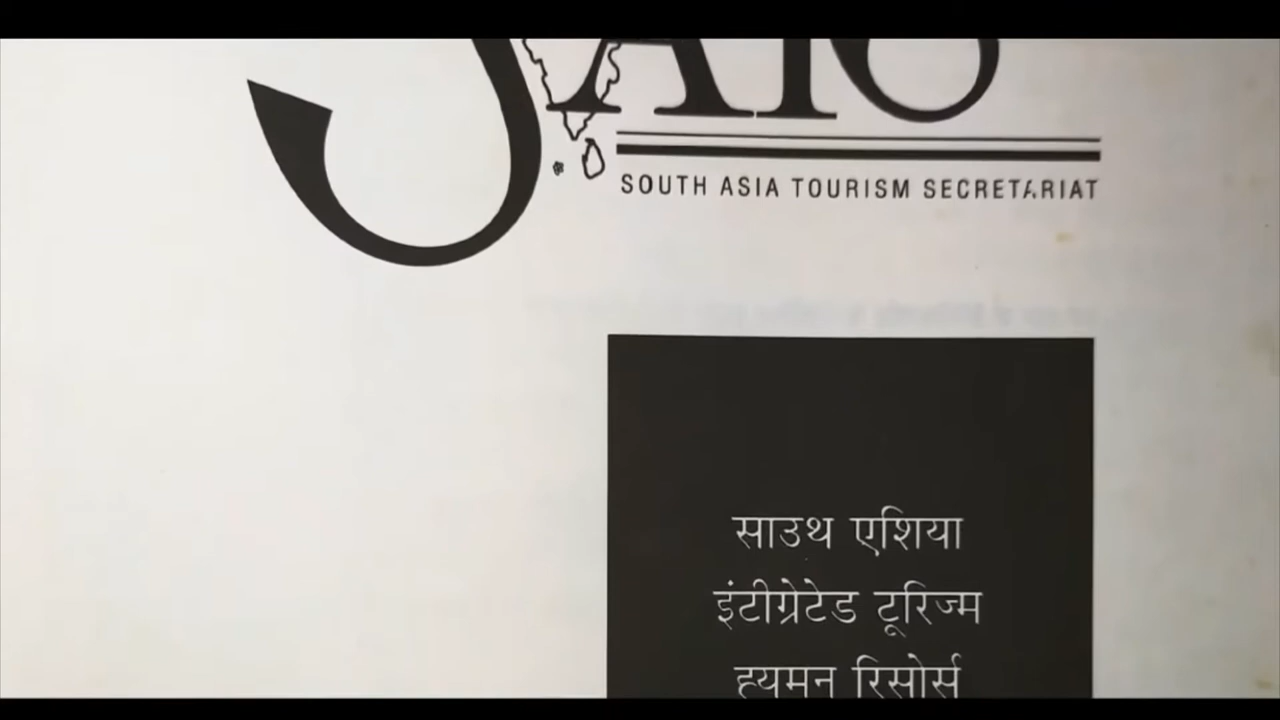 SOUTH ASIA TOURISM SECRETARIAT
साउथ एशिया
इंटीग्रेटेड टूरिज्म
ह्यूमन रिसोर्स